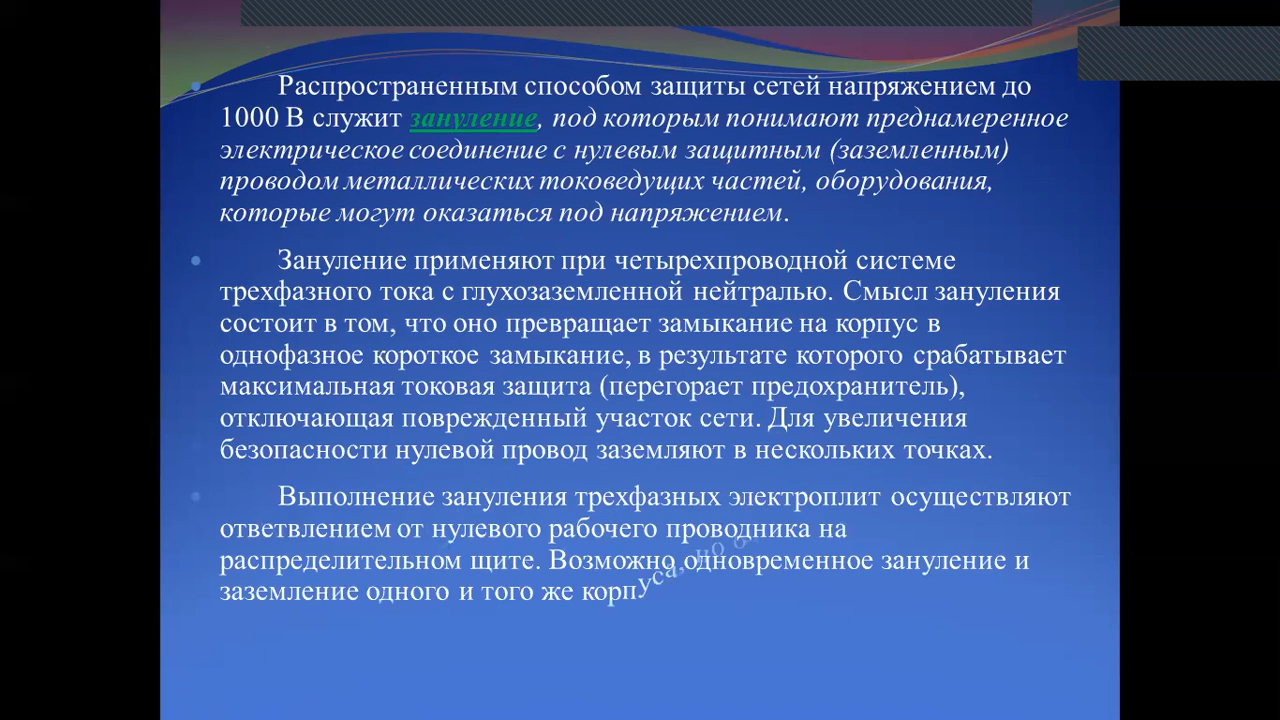 Распространенным способом защиты сетей напряжением до
1000 В служит зануление, под которым понимают преднамеренное
электрическое соединение с нулевым защитным (заземленным)
проводом металлических токоведущих частей, оборудования,
которые могут оказаться под напряжением.
Зануление применяют при четырехпроводной системе
трехфазного тока с глухозаземленной нейтралью. Смысл зануления
состоит в том, что оно превращает замыкание на корпус в
однофазное короткое замыкание, в результате которого срабатывает
максимальная токовая защита (перегорает предохранитель),
отключающая поврежденный участок сети. Для увеличения
безопасности нулевой провод заземляют в нескольких точках.
Выполнение зануления трехфазных электроплит осуществляют
ответвлением от нулевого рабочего проводника на
распределительном щите. Возможно одновременное зануление и
заземление одного и того же корпуса, но